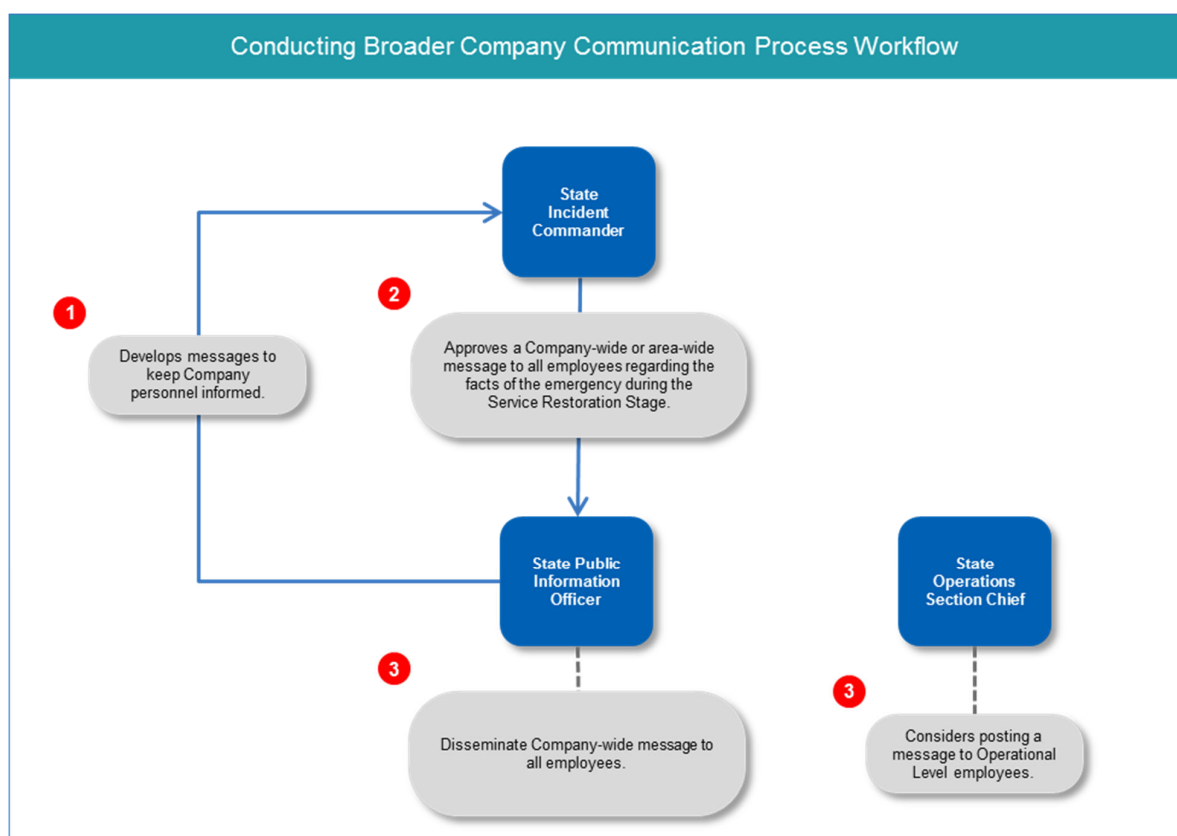 Conducting Broader Company Communication Process Workflow
State
Incident
Commander
1
2
Develops messages to
keep Company
personnel informed.
Approves a Company-wide or area-wide
message to all employees regarding the
facts of the emergency during the
Service Restoration Stage.
State Public
Information
Officer
State
Operations
Section Chief
3
Disseminate Company-wide message to
all employees.
3
Considers posting a
message to Operational
Level employees.